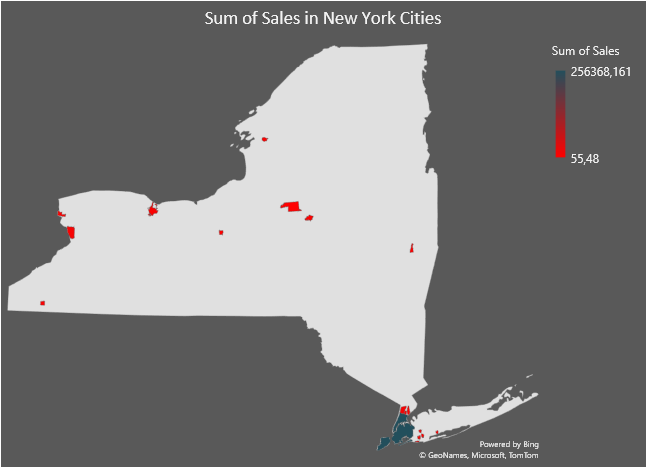 Sum of Sales in New York Cities
Sum of Sales
256368,161
55,48
Powered by Bing
© GeoNames, Microsoft, TomTom